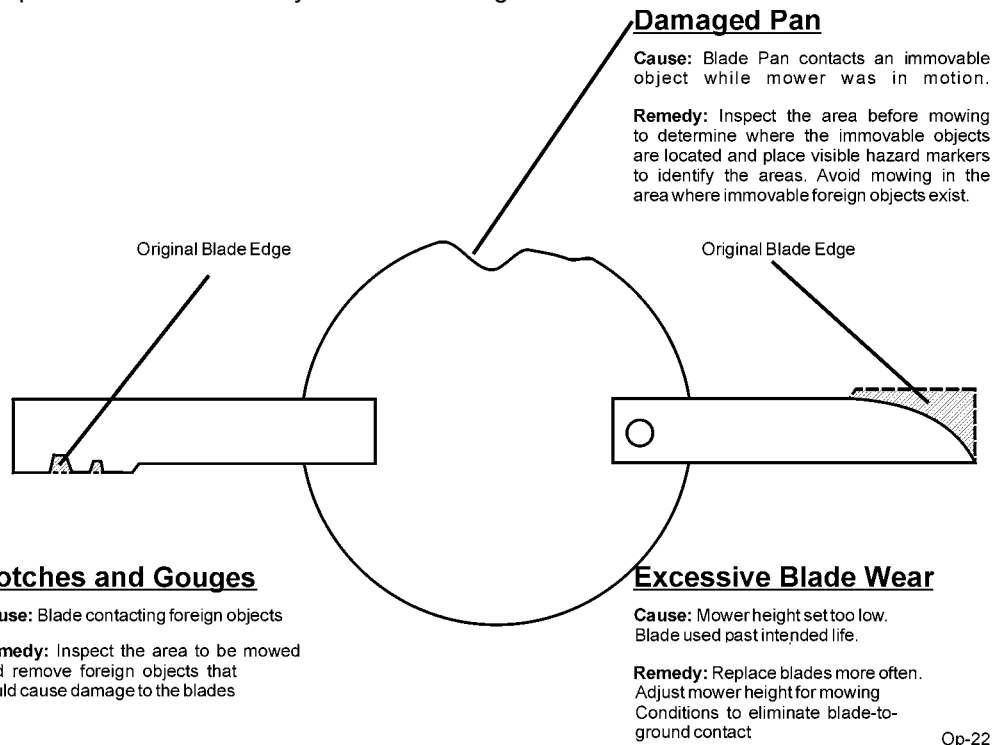 Damaged Pan
Cause: Blade Pan contacts an immovable
object while mower was in motion.
Remedy: Inspect the area before mowing
to determine where the immovable objects
are located and place visible hazard markers
to identify the areas. Avoid mowing in the
area where immovable foreign objects exist.
Original Blade Edge
Original Blade Edge
otches and Gouges
use: Blade contacting foreign objects
medy: Inspect the area to be mowed
d remove foreign objects that
uld cause damage to the blades
Excessive Blade Wear
Cause: Mower height set too low.
Blade used past intended life.
Remedy: Replace blades more often.
Adjust mower height for mowing
Conditions to eliminate blade-to-
ground contact
Op-22